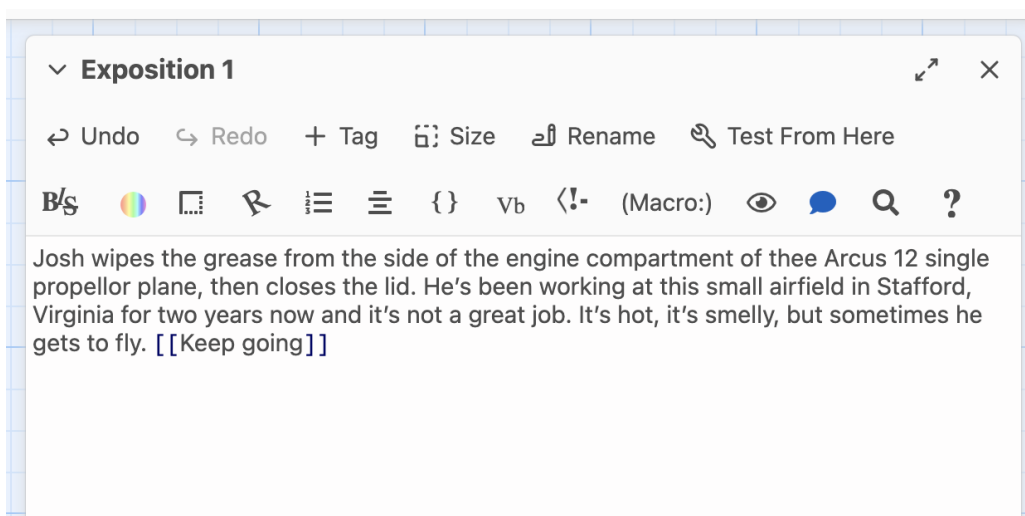 Exposition 1
Undo Redo + Tag Size Rename Test From Here
B/S {} Vb <!- (Macro:) ?
Josh wipes the grease from the side of the engine compartment of thee Arcus 12 single
propellor plane, then closes the lid. He’s been working at this small airfield in Stafford,
Virginia for two years now and it’s not a great job. It’s hot, it’s smelly, but sometimes he
gets to fly. [[Keep going]]